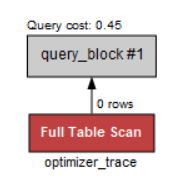 Query cost: 0.45
query_block #1
0 rows
Full Table Scan
optimizer_trace